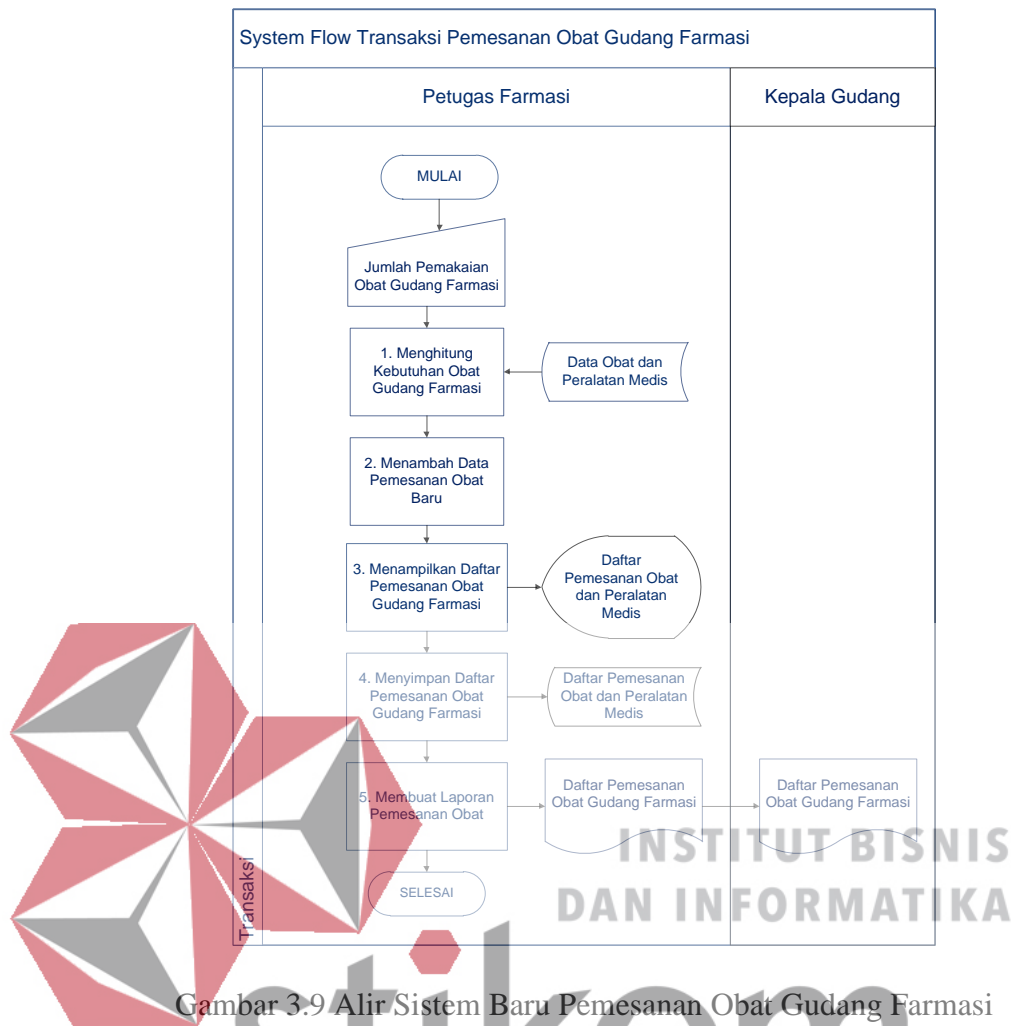 System Flow Transaksi Pemesanan Obat Gudang Farmasi
Petugas Farmasi
Kepala Gudang
MULAI
Jumlah Pemakaian
Obat Gudang Farmasi
1. Menghitung
Kebutuhan Obat
Gudang Farmasi
Data Obat dan
Peralatan Medis
2. Menambah Data
Pemesanan Obat
Baru
3. Menampilkan Daftar
Pemesanan Obat
Gudang Farmasi
Daftar
Pemesanan Obat
dan Peralatan
Medis
4. Menyimpan Daftar
Pemesanan Obat
Gudang Farmasi
Daftar Pemesanan
Obat dan Peralatan
Medis
5. Membuat Laporan
Pemesanan Obat
Daftar Pemesanan
Obat Gudang Farmasi
Daftar Pemesanan
Obat Gudang Farmasi
SELESAI
Transaksi
INSTITUT BISNIS
DAN INFORMATIKA
stikom
Gambar 3.9 Alir Sistem Baru Pemesanan Obat Gudang Farmasi